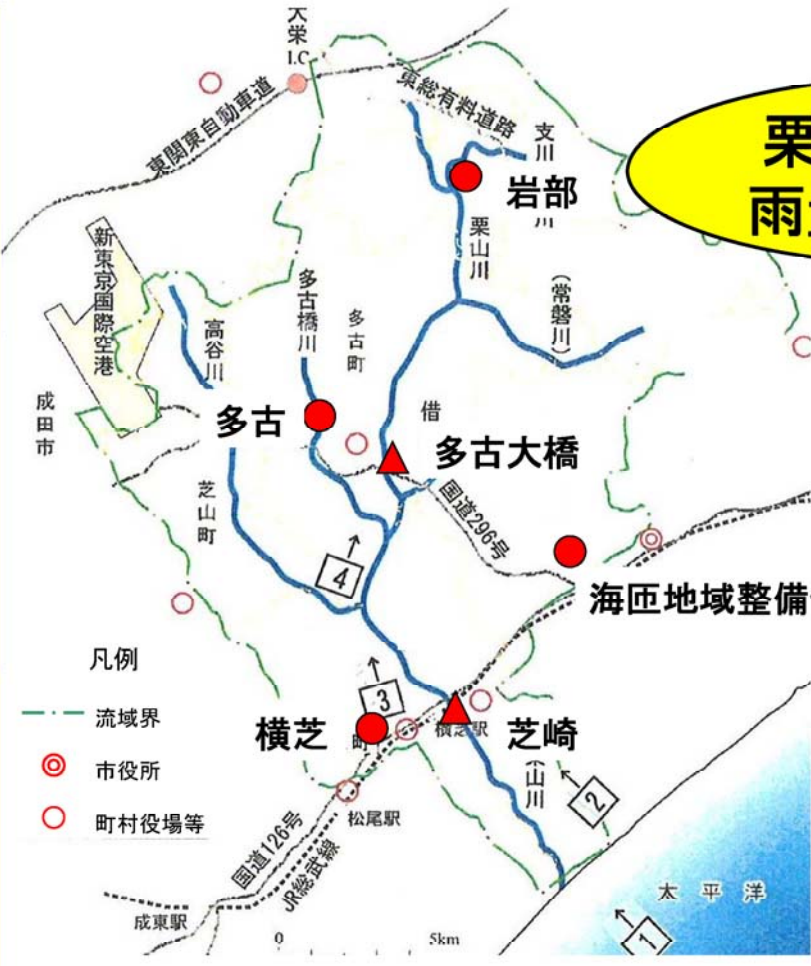 大栄
I.C
東関東自動車道
東総有料道路
支川
岩部
川
栗
雨
栗山川
新東京国際空港
高谷川
多古橋川
多古町
(常磐川)
成田市
多古
借
多古大橋
国道296号
芝山町
4
海匝地域整備
凡例
流域界
市役所
町村役場等
3
横芝
町
横芝駅
芝崎
(山川
2
松尾駅
国道126号
JR総武線
成東駅
太平洋
0
5km
1